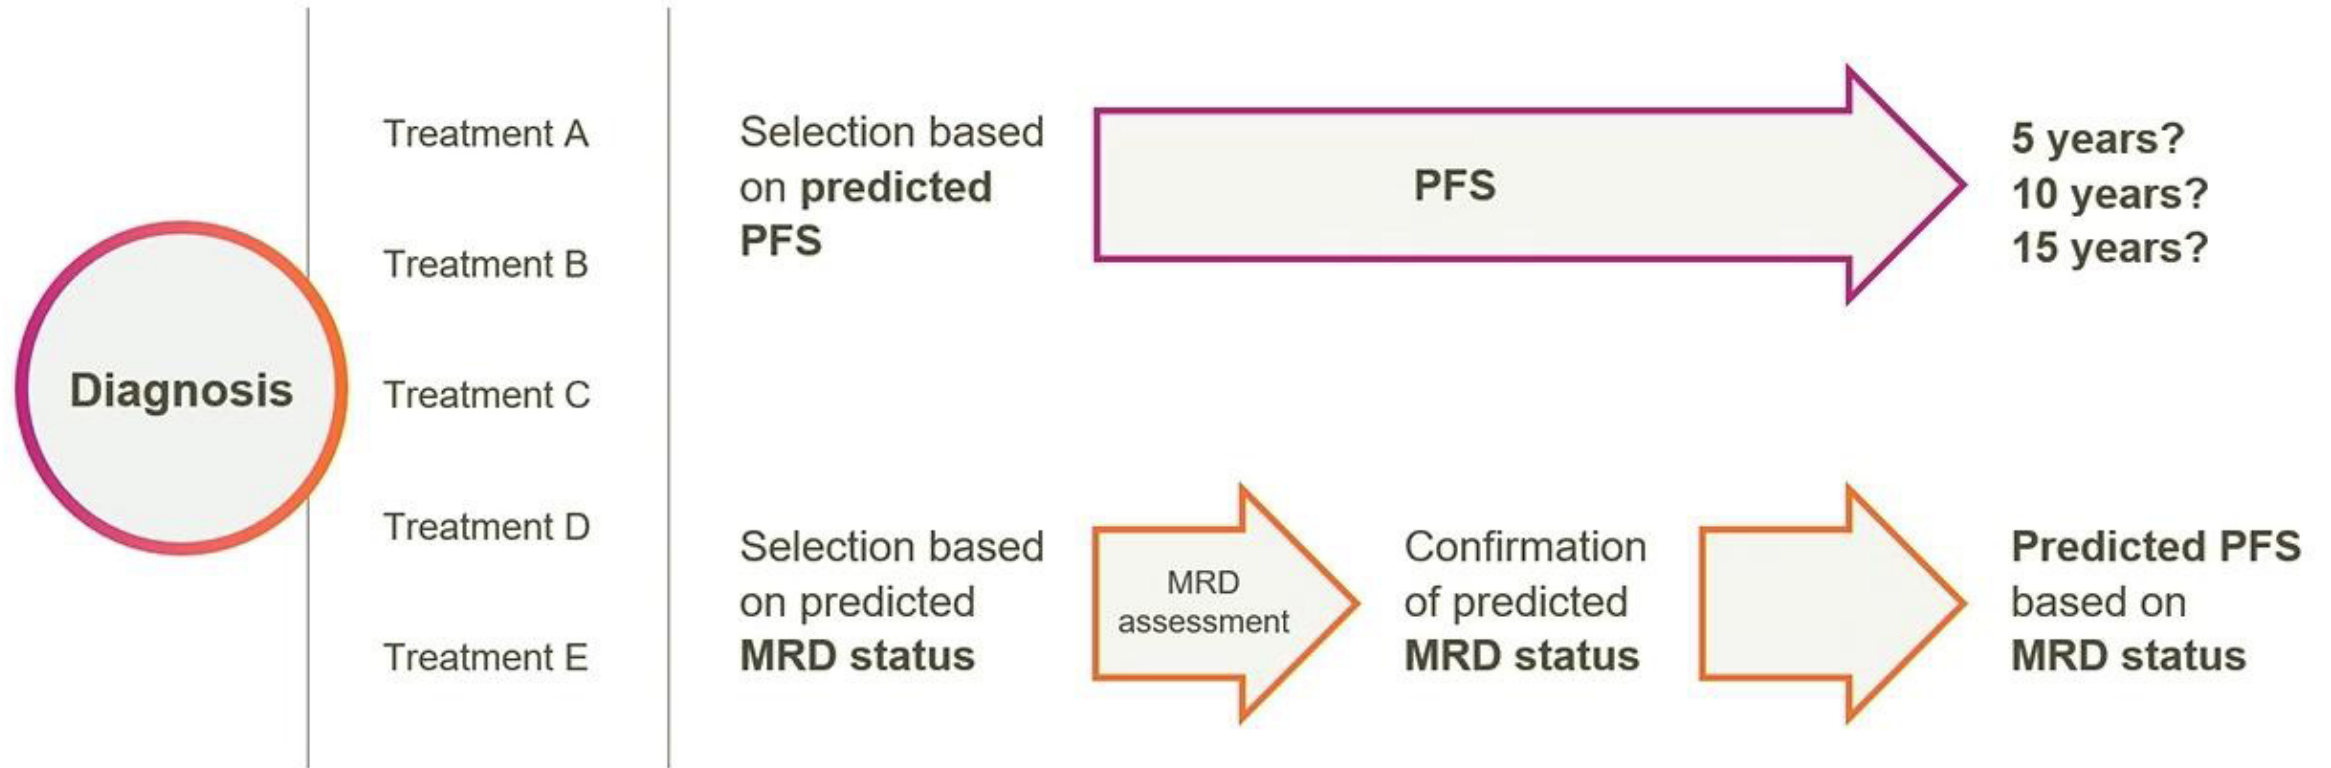 Diagnosis
Treatment A
Treatment B
Treatment C
Treatment D
Treatment E
Selection based
on predicted
PFS
PFS
5 years?
10 years?
15 years?
Selection based
on predicted
MRD status
MRD
assessment
Confirmation
of predicted
MRD status
Predicted PFS
based on
MRD status